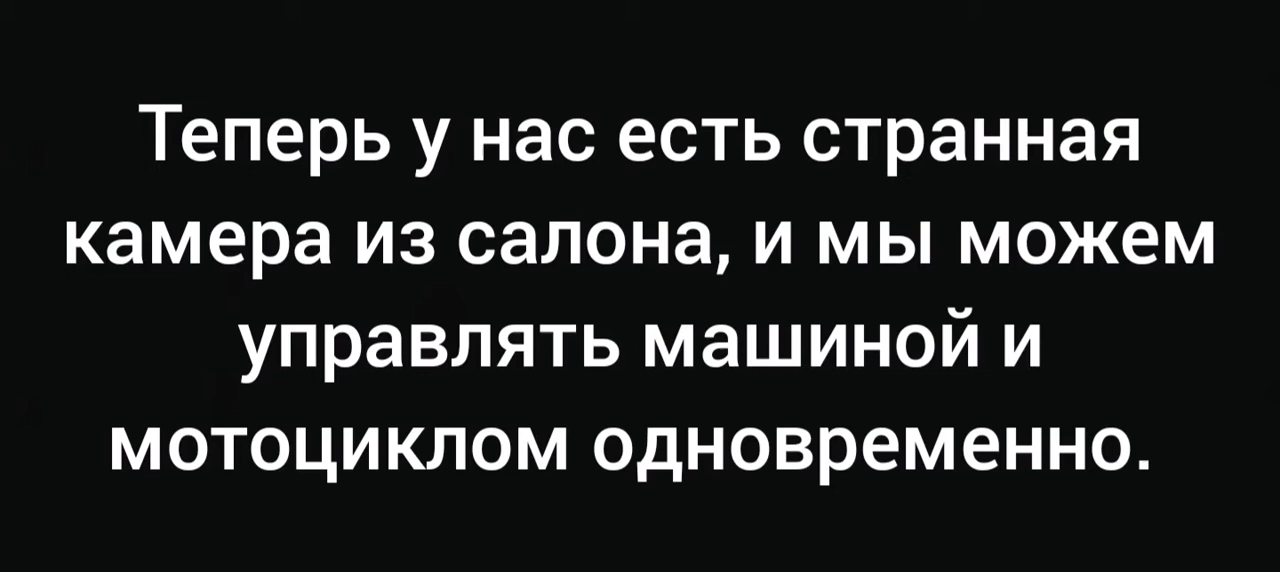 Теперь у нас есть странная
камера из салона, и мы можем
управлять машиной и
мотоциклом одновременно.